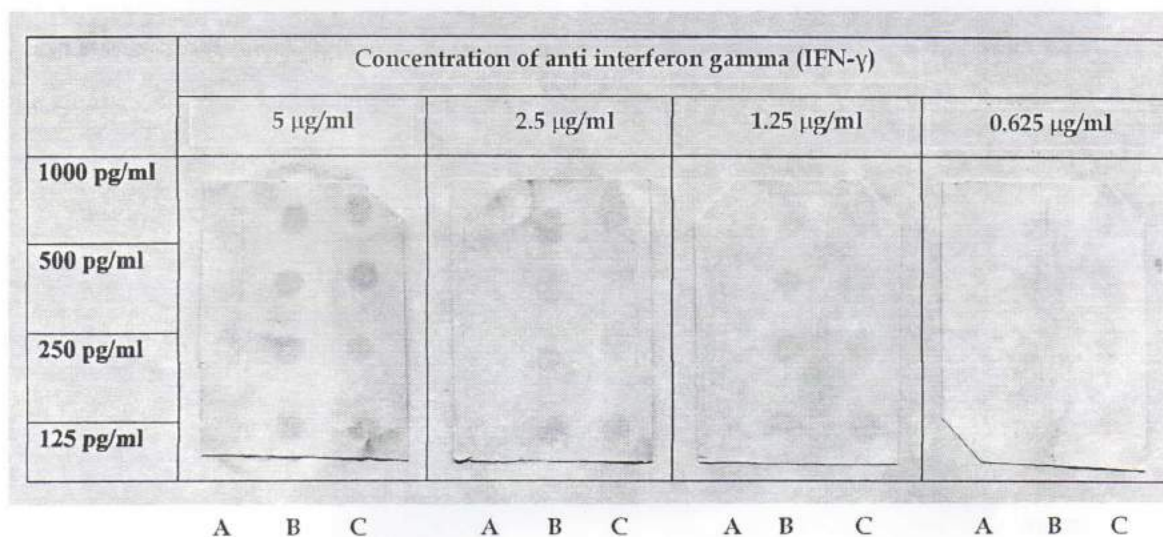 Concentration of anti interferon gamma (IFN-γ)
5 µg/ml 2.5 µg/ml 1.25 µg/ml 0.625 µg/ml
1000 pg/ml
500 pg/ml
250 pg/ml
125 pg/ml
A B C A B C A B C A B C